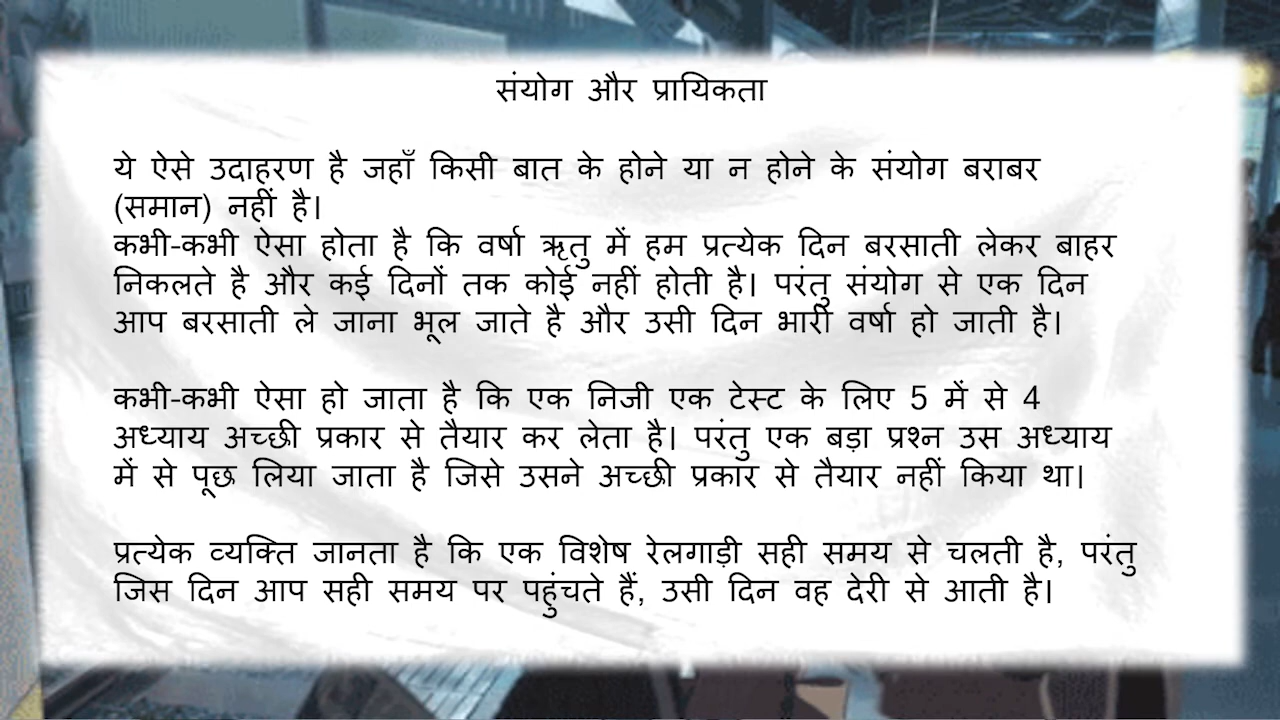 संयोग और प्रायिकता
ये ऐसे उदाहरण है जहाँ किसी बात के होने या न होने के संयोग बराबर
(समान) नहीं है।
कभी-कभी ऐसा होता है कि वर्षा ऋतु में हम प्रत्येक दिन बरसाती लेकर बाहर
निकलते है और कई दिनों तक कोई नहीं होती है। परंतु संयोग से एक दिन
आप बरसाती ले जाना भूल जाते है और उसी दिन भारी वर्षा हो जाती है।
कभी-कभी ऐसा हो जाता है कि एक निजी एक टेस्ट के लिए 5 में से 4
अध्याय अच्छी प्रकार से तैयार कर लेता है। परंतु एक बड़ा प्रश्न उस अध्याय
में से पूछ लिया जाता है जिसे उसने अच्छी प्रकार से तैयार नहीं किया था।
प्रत्येक व्यक्ति जानता है कि एक विशेष रेलगाड़ी सही समय से चलती है, परंतु
जिस दिन आप सही समय पर पहुंचते हैं, उसी दिन वह देरी से आती है।